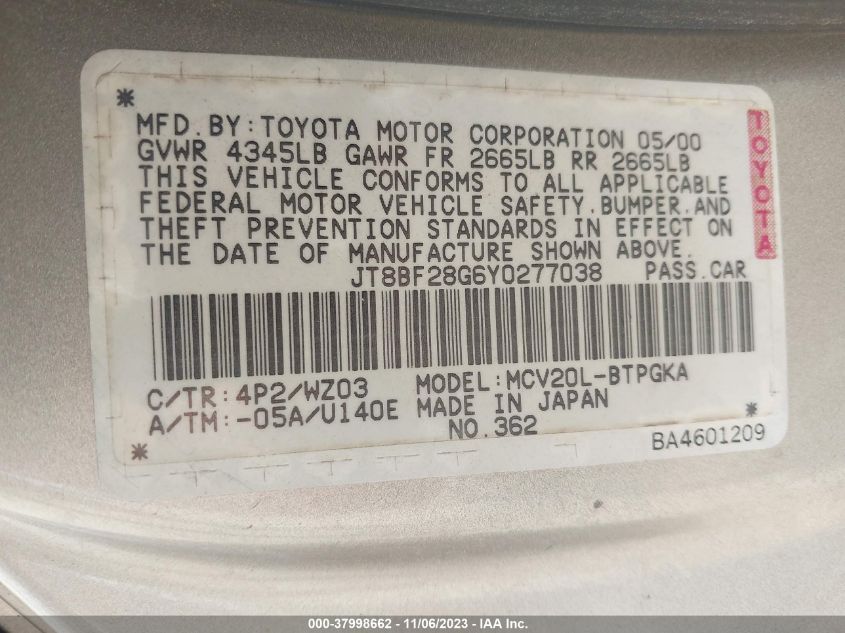 MFD.BY:TOYOTA MOTOR CORPORATION 05/00
GVWR 4345LB GAWR FR 2665LB RR 2665LB
THIS VEHICLE CONFORMS TO ALL APPLICABLE
FEDERAL MOTOR VEHICLE SAFETY.BUMPER.AND
THEFT PREVENTION STANDARDS IN EFFECT ON
THE DATE OF MANUFACTURE SHOWN ABOVE.
JT8BF28G6Y0277038 PASS.CAR
TOYOTA
C/TR:4P2/WZ03 MODEL:MCV20L-BTPGKA
A/TM:-05A/U140E MADE IN JAPAN
NO.362
BA4601209
000-37998662 - 11/06/2023 - IAA Inc.